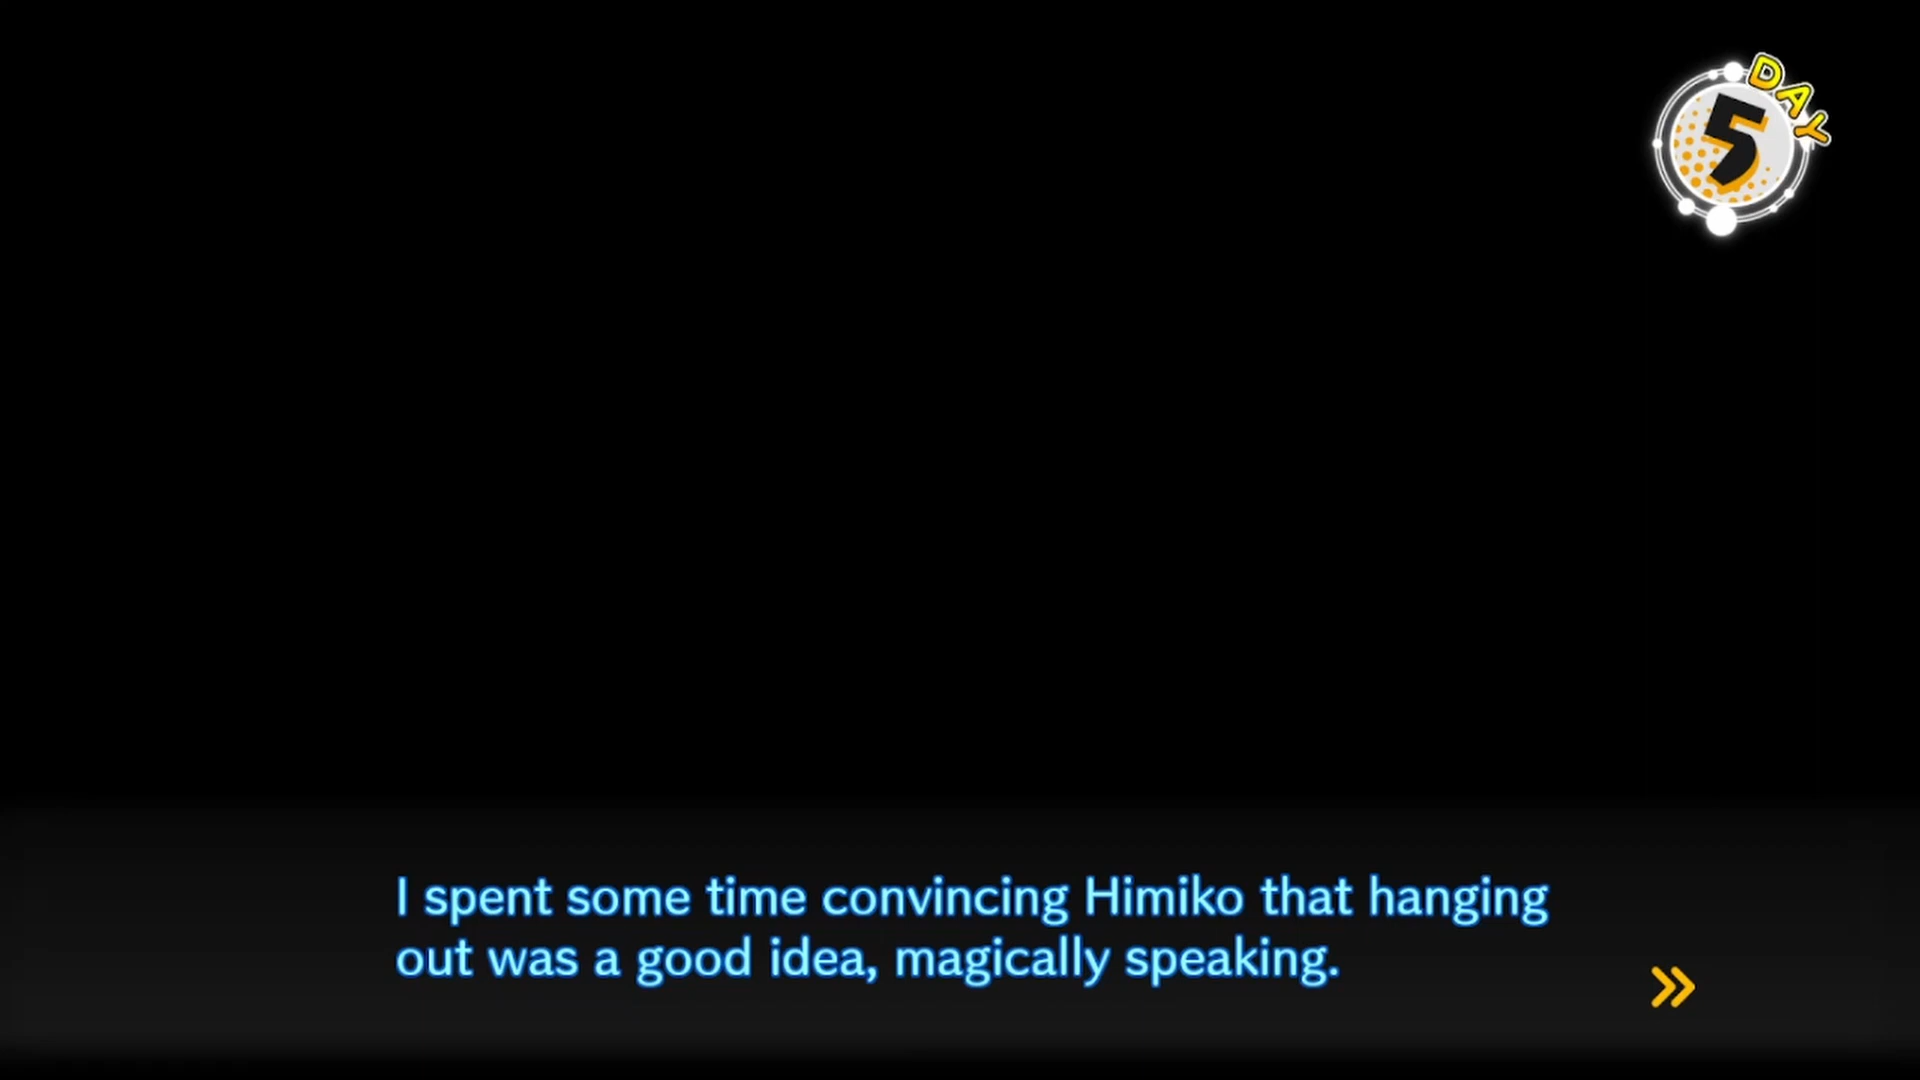 DAY
5
I spent some time convincing Himiko that hanging
out was a good idea, magically speaking.